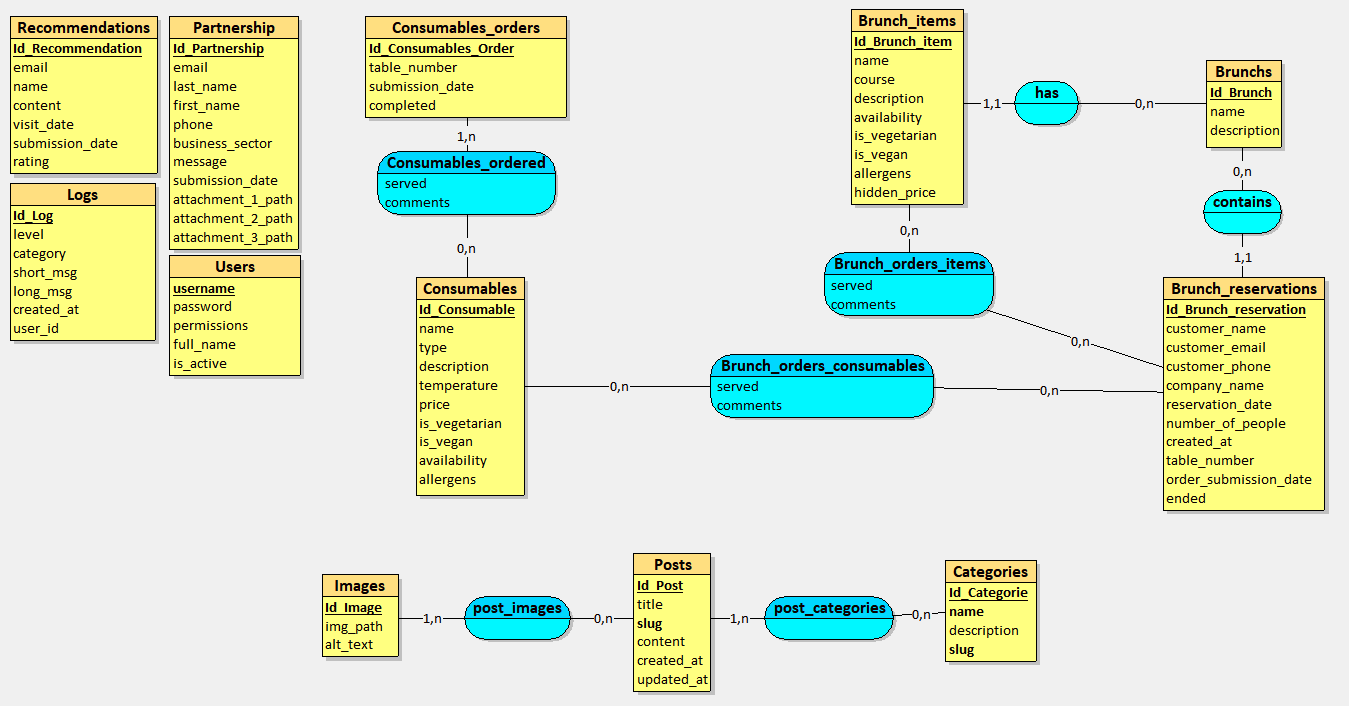 Recommendations
Id_Recommendation
email
name
content
visit_date
submission_date
rating
Partnership
Id_Partnership
email
last_name
first_name
phone
business_sector
message
submission_date
attachment_1_path
attachment_2_path
attachment_3_path
Logs
Id_Log
level
category
short_msg
long_msg
created_at
user_id
Users
username
password
permissions
full_name
is_active
Consumables_orders
Id_Consumables_Order
table_number
submission_date
completed
1,n
Consumables_ordered
served
comments
0,n
Consumables
Id_Consumable
name
type
description
temperature
price
is_vegetarian
is_vegan
availability
allergens
0,n
Brunch_orders_consumables
served
comments
0,n
Brunch_items
Id_Brunch_item
name
course
description
availability
is_vegetarian
is_vegan
allergens
hidden_price
1,1
has
0,n
Brunchs
Id_Brunch
name
description
0,n
contains
1,1
0,n
Brunch_orders_items
served
comments
0,n
Brunch_reservations
Id_Brunch_reservation
customer_name
customer_email
customer_phone
company_name
reservation_date
number_of_people
created_at
table_number
order_submission_date
ended
Images
Id_Image
img_path
alt_text
1,n
post_images
0,n
Posts
Id_Post
title
slug
content
created_at
updated_at
1,n
post_categories
0,n
Categories
Id_Categorie
name
description
slug